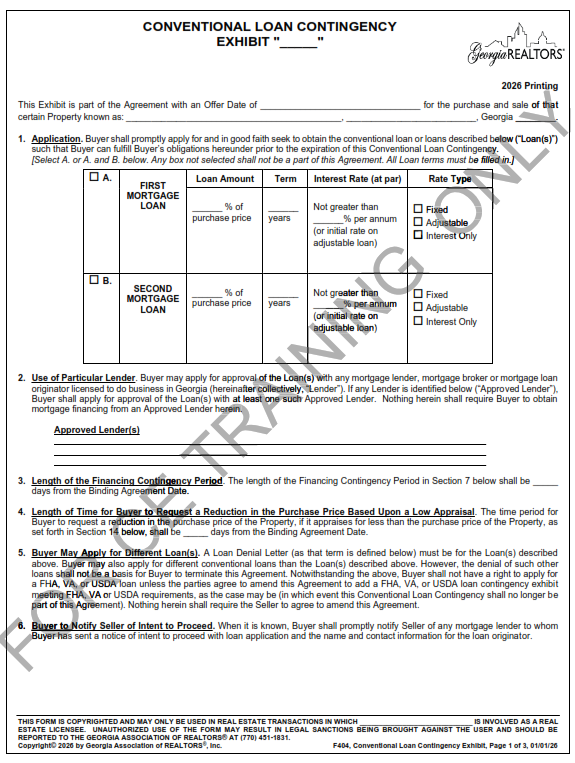 CONVENTIONAL LOAN CONTINGENCY
EXHIBIT "_____"
GeorgiaREALTORS®
2026 Printing
This Exhibit is part of the Agreement with an Offer Date of ________________________________ for the purchase and sale of that
certain Property known as: ___________________________________________, __________________________, Georgia ________.
1. Application. Buyer shall promptly apply for and in good faith seek to obtain the conventional loan or loans described below ("Loan(s)")
such that Buyer can fulfill Buyer's obligations hereunder prior to the expiration of this Conventional Loan Contingency.
[Select A. or A. and B. below. Any box not selected shall not be a part of this Agreement. All Loan terms must be filled in.]
☐ A. FIRST MORTGAGE LOAN
Loan Amount Term Interest Rate (at par) Rate Type
______ % of purchase price
______ years
Not greater than
______% per annum
(or initial rate on
adjustable loan)
☐ Fixed
☐ Adjustable
☐ Interest Only
☐ B. SECOND MORTGAGE LOAN
______ % of purchase price
______ years
Not greater than
______% per annum
(or initial rate on
adjustable loan)
☐ Fixed
☐ Adjustable
☐ Interest Only
2. Use of Particular Lender. Buyer may apply for approval of the Loan(s) with any mortgage lender, mortgage broker or mortgage loan
originator licensed to do business in Georgia (hereinafter collectively, "Lender"). If any Lender is identified below ("Approved Lender"),
Buyer shall apply for approval of the Loan(s) with at least one such Approved Lender. Nothing herein shall require Buyer to obtain
mortgage financing from an Approved Lender herein.
Approved Lender(s)
3. Length of the Financing Contingency Period. The length of the Financing Contingency Period in Section 7 below shall be _____
days from the Binding Agreement Date.
4. Length of Time for Buyer to Request a Reduction in the Purchase Price Based Upon a Low Appraisal. The time period for
Buyer to request a reduction in the purchase price of the Property, if it appraises for less than the purchase price of the Property, as
set forth in Section 14 below, shall be _____ days from the Binding Agreement Date.
5. Buyer May Apply for Different Loan(s). A Loan Denial Letter (as that term is defined below) must be for the Loan(s) described
above. Buyer may also apply for different conventional loans than the Loan(s) described above. However, the denial of such other
loans shall not be a basis for Buyer to terminate this Agreement. Notwithstanding the above, Buyer shall not have a right to apply for
a FHA, VA, or USDA loan unless the parties agree to amend this Agreement to add a FHA, VA, or USDA loan contingency exhibit
meeting FHA, VA or USDA requirements, as the case may be (in which event this Conventional Loan Contingency shall no longer be
part of this Agreement). Nothing herein shall require the Seller to agree to amend this Agreement.
6. Buyer to Notify Seller of Intent to Proceed. When it is known, Buyer shall promptly notify Seller of any mortgage lender to whom
Buyer has sent a notice of intent to proceed with loan application and the name and contact information for the loan originator.
FOR CE TRAINING ONLY
THIS FORM IS COPYRIGHTED AND MAY ONLY BE USED IN REAL ESTATE TRANSACTIONS IN WHICH ____________________________ IS INVOLVED AS A REAL
ESTATE LICENSEE. UNAUTHORIZED USE OF THE FORM MAY RESULT IN LEGAL SANCTIONS BEING BROUGHT AGAINST THE USER AND SHOULD BE
REPORTED TO THE GEORGIA ASSOCIATION OF REALTORS® AT (770) 451-1831.
Copyright© 2026 by Georgia Association of REALTORS®, Inc. F404, Conventional Loan Contingency Exhibit, Page 1 of 3, 01/01/26